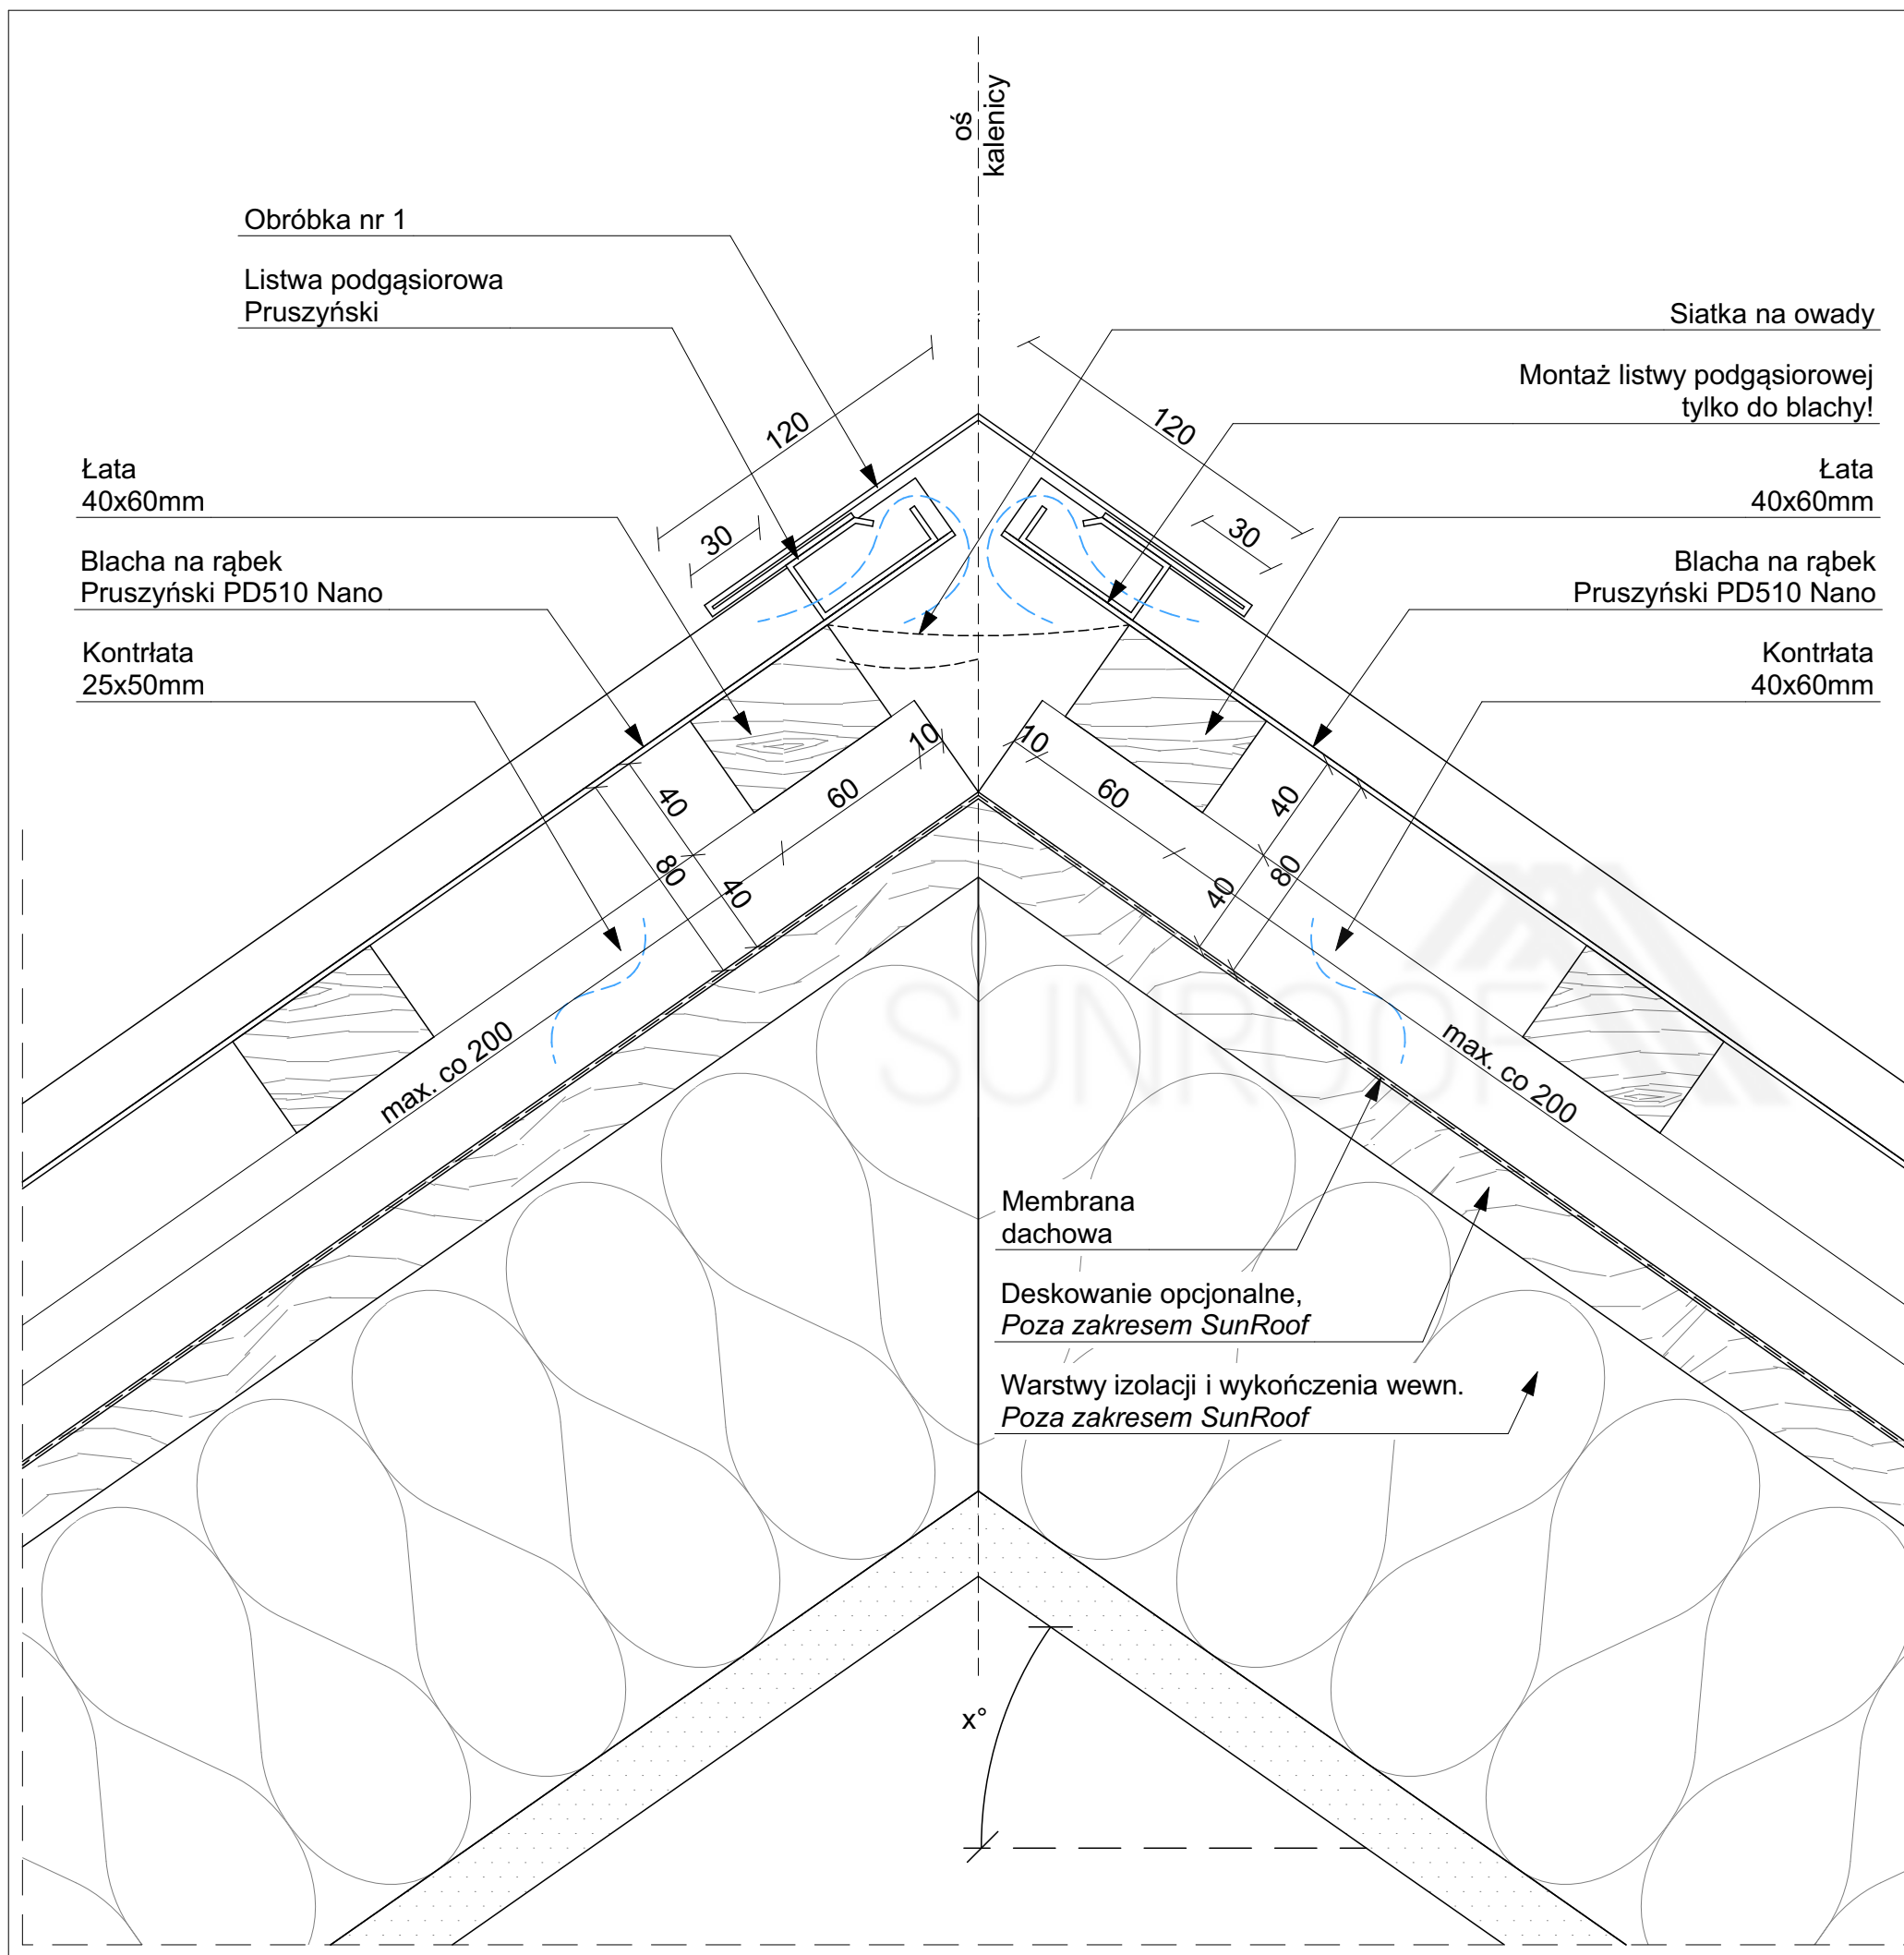 oś
kalenicy
Obróbka nr 1
Listwa podgąsiorowa
Pruszyński
Siatka na owady
Montaż listwy podgąsiorowej
tylko do blachy!
120
120
30
30
Łata
40x60mm
Łata
40x60mm
Blacha na rąbek
Pruszyński PD510 Nano
Blacha na rąbek
Pruszyński PD510 Nano
Kontrłata
25x50mm
Kontrłata
40x60mm
10
10
60
60
40
40
80
80
40
40
max. co 200
max. co 200
SUNROOF
Membrana
dachowa
Deskowanie opcjonalne,
Poza zakresem SunRoof
Warstwy izolacji i wykończenia wewn.
Poza zakresem SunRoof
x°